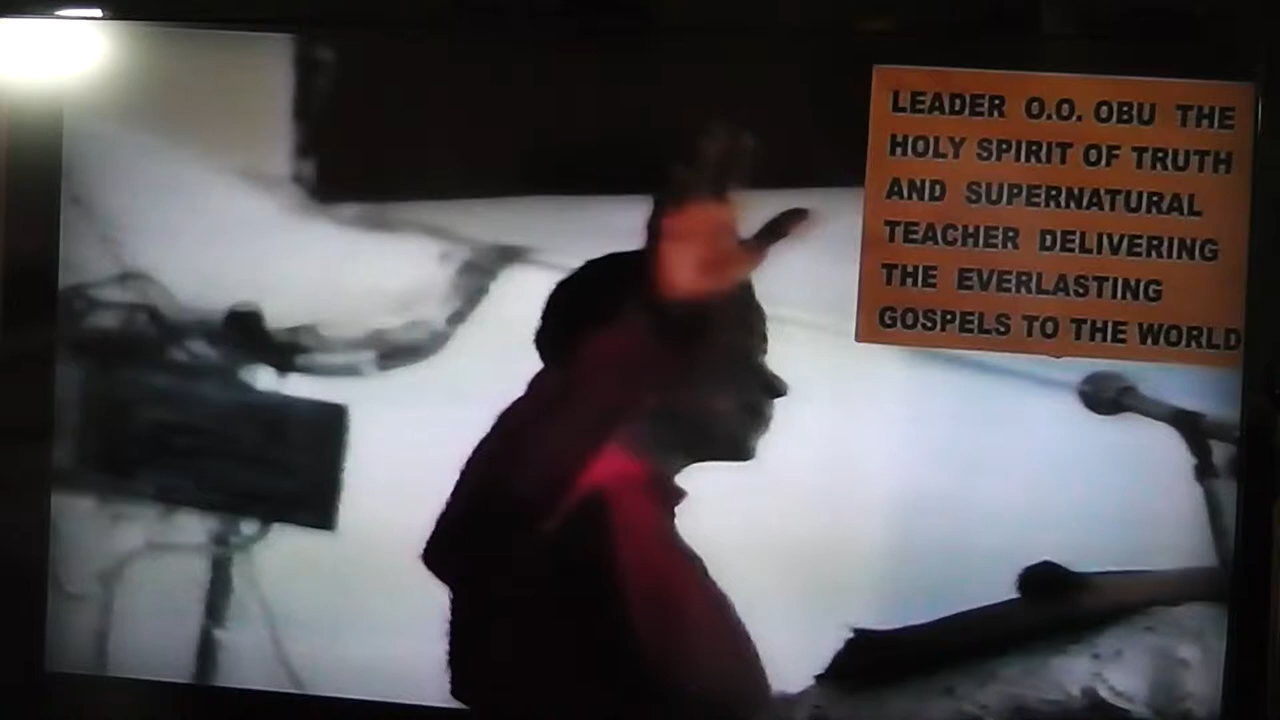 LEADER O.O. OBU THE
HOLY SPIRIT OF TRUTH
AND SUPERNATURAL
TEACHER DELIVERING
THE EVERLASTING
GOSPELS TO THE WORLD